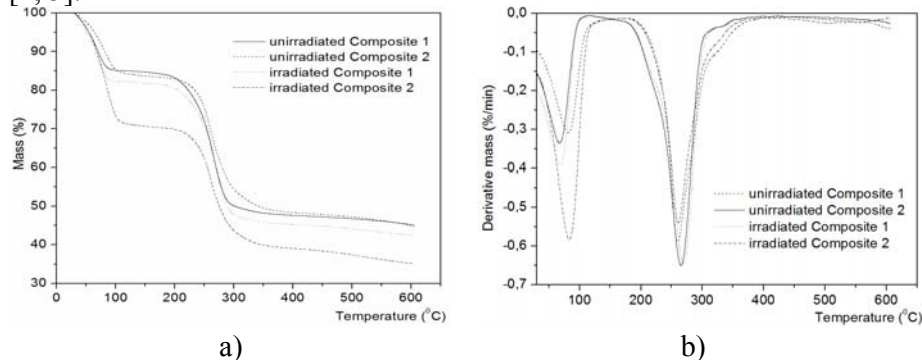 100
90
80
70
60
50
40
30
Mass (%)
0
100
200
300
400
500
600
Temperature (°C)
unirradiated Composite 1
unirradiated Composite 2
irradiated Composite 1
irradiated Composite 2
a)
0,0
-0,1
-0,2
-0,3
-0,4
-0,5
-0,6
-0,7
Derivative mass (%/min)
100
200
300
400
500
600
Temperature (°C)
unirradiated Composite 1
unirradiated Composite 2
irradiated Composite 1
irradiated Composite 2
b)